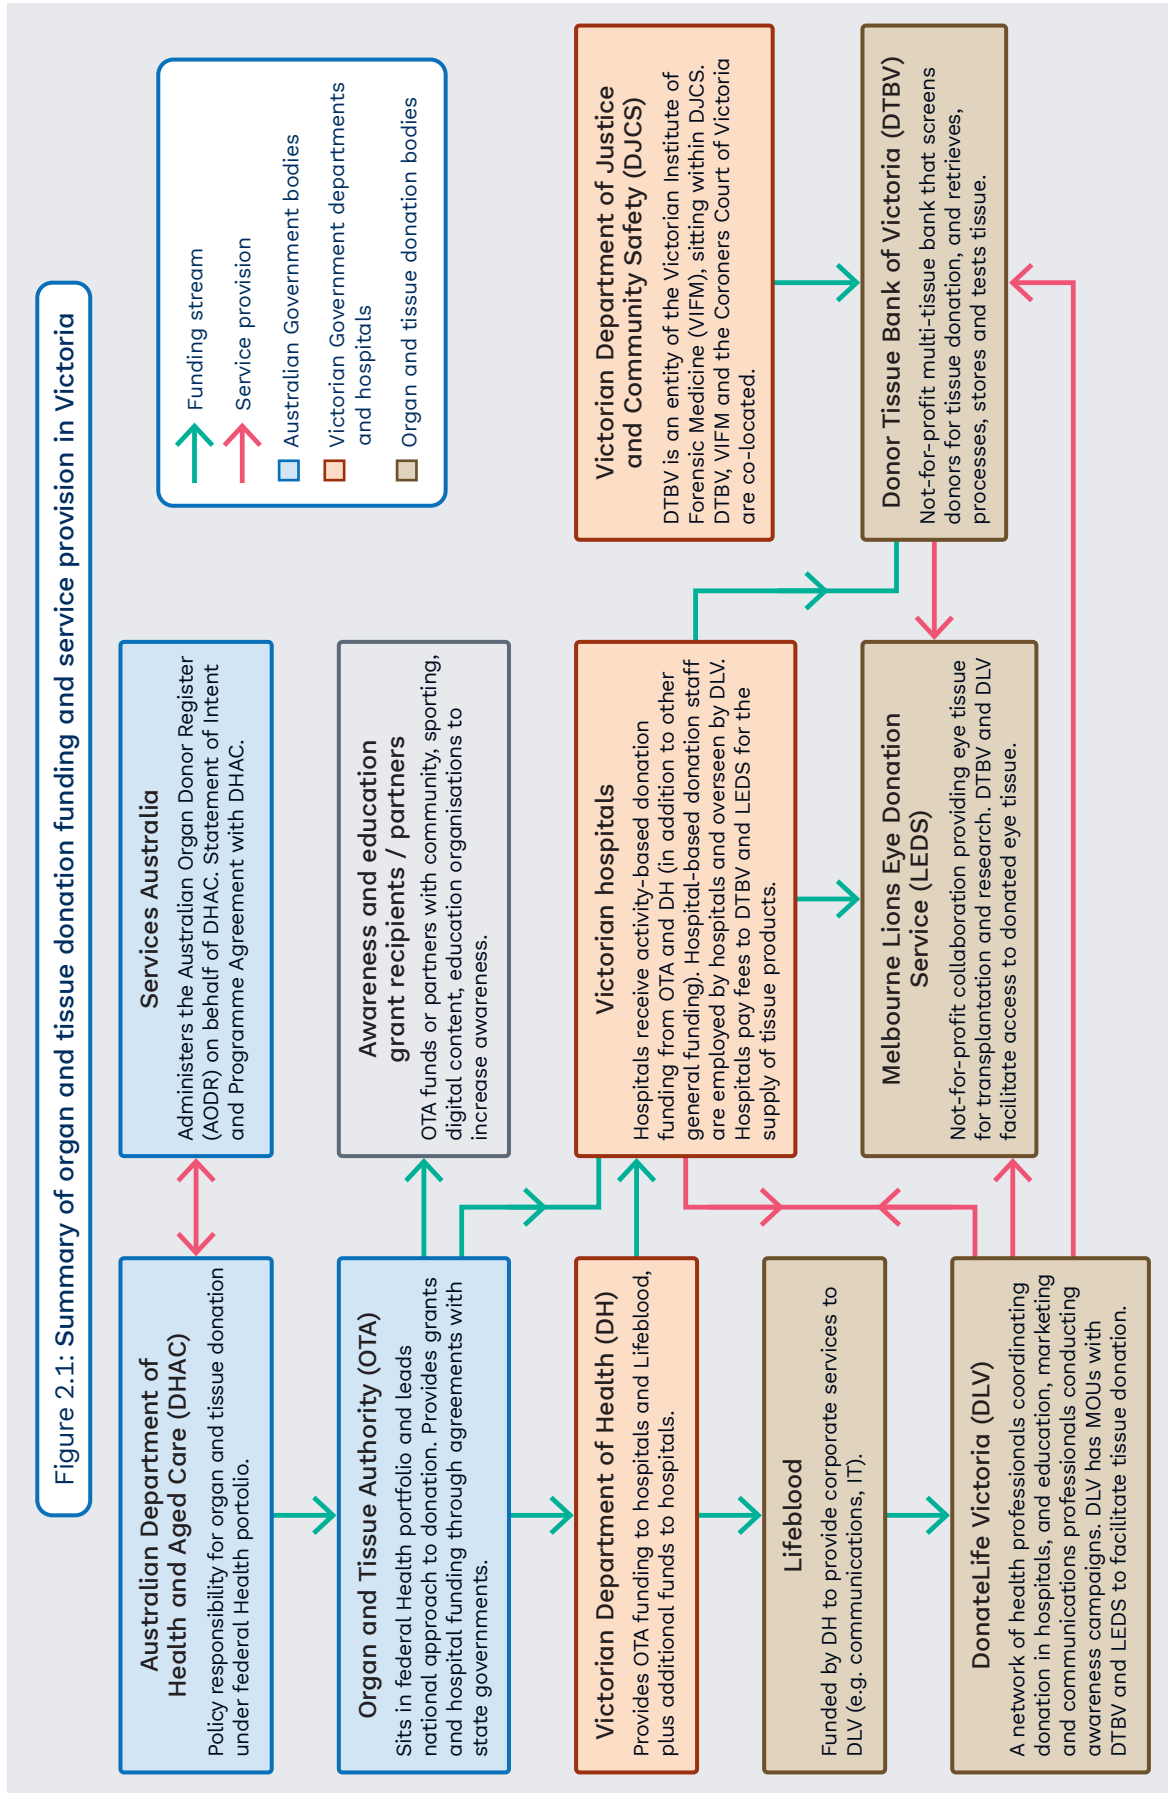 Figure 2.1: Summary of organ and tissue donation funding and service provision in Victoria
Funding stream
Service provision
Australian Government bodies
Victorian Government departments
and hospitals
Organ and tissue donation bodies
Australian Department of
Health and Aged Care (DHAC)
Policy responsibility for organ and tissue donation
under federal Health portolio.
Services Australia
Administers the Australian Organ Donor Register
(AODR) on behalf of DHAC. Statement of Intent
and Programme Agreement with DHAC.
Organ and Tissue Authority (OTA)
Sits in federal Health portfolio and leads
national approach to donation. Provides grants
and hospital funding through agreements with
state governments.
Awareness and education
grant recipients / partners
OTA funds or partners with community, sporting,
digital content, education organisations to
increase awareness.
Victorian Department of Health (DH)
Provides OTA funding to hospitals and Lifeblood,
plus additional funds to hospitals.
Victorian hospitals
Hospitals receive activity-based donation
funding from OTA and DH (in addition to other
general funding). Hospital-based donation staff
are employed by hospitals and overseen by DLV.
Hospitals pay fees to DTBV and LEDS for the
supply of tissue products.
Victorian Department of Justice
and Community Safety (DJCS)
DTBV is an entity of the Victorian Institute of
Forensic Medicine (VIFM), sitting within DJCS.
DTBV, VIFM and the Coroners Court of Victoria
are co-located.
Lifeblood
Funded by DH to provide corporate services to
DLV (e.g. communications, IT).
Melbourne Lions Eye Donation
Service (LEDS)
Not-for-profit collaboration providing eye tissue
for transplantation and research. DTBV and DLV
facilitate access to donated eye tissue.
Donor Tissue Bank of Victoria (DTBV)
Not-for-profit multi-tissue bank that screens
donors for tissue donation, and retrieves,
processes, stores and tests tissue.
DonateLife Victoria (DLV)
A network of health professionals coordinating
donation in hospitals, and education, marketing
and communications professionals conducting
awareness campaigns. DLV has MOUs with
DTBV and LEDS to facilitate tissue donation.